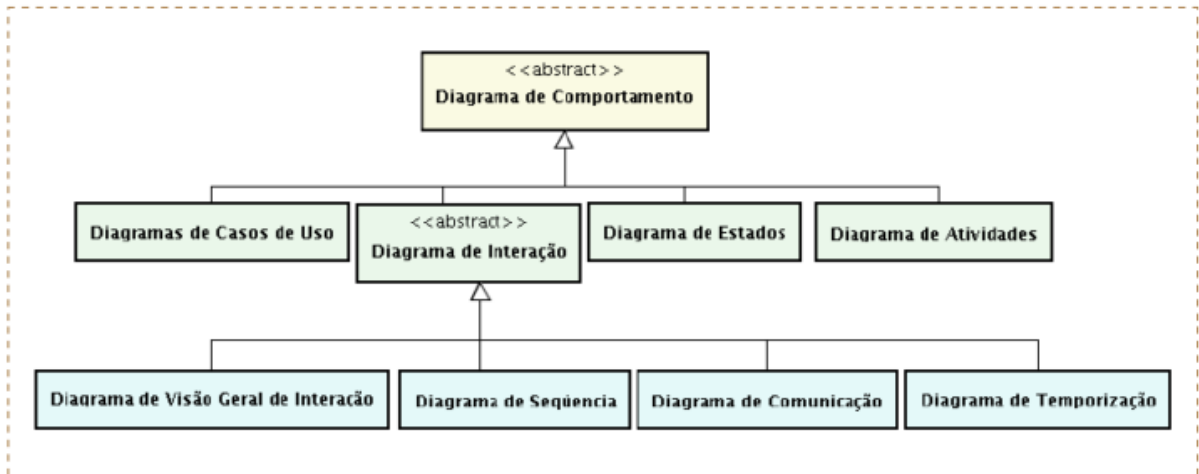 <<abstract>>
Diagrama de Comportamento
Diagramas de Casos de Uso
<<abstract>>
Diagrama de Interação
Diagrama de Estados
Diagrama de Atividades
Diagrama de Visão Geral de Interação
Diagrama de Seqüencia
Diagrama de Comunicação
Diagrama de Temporização